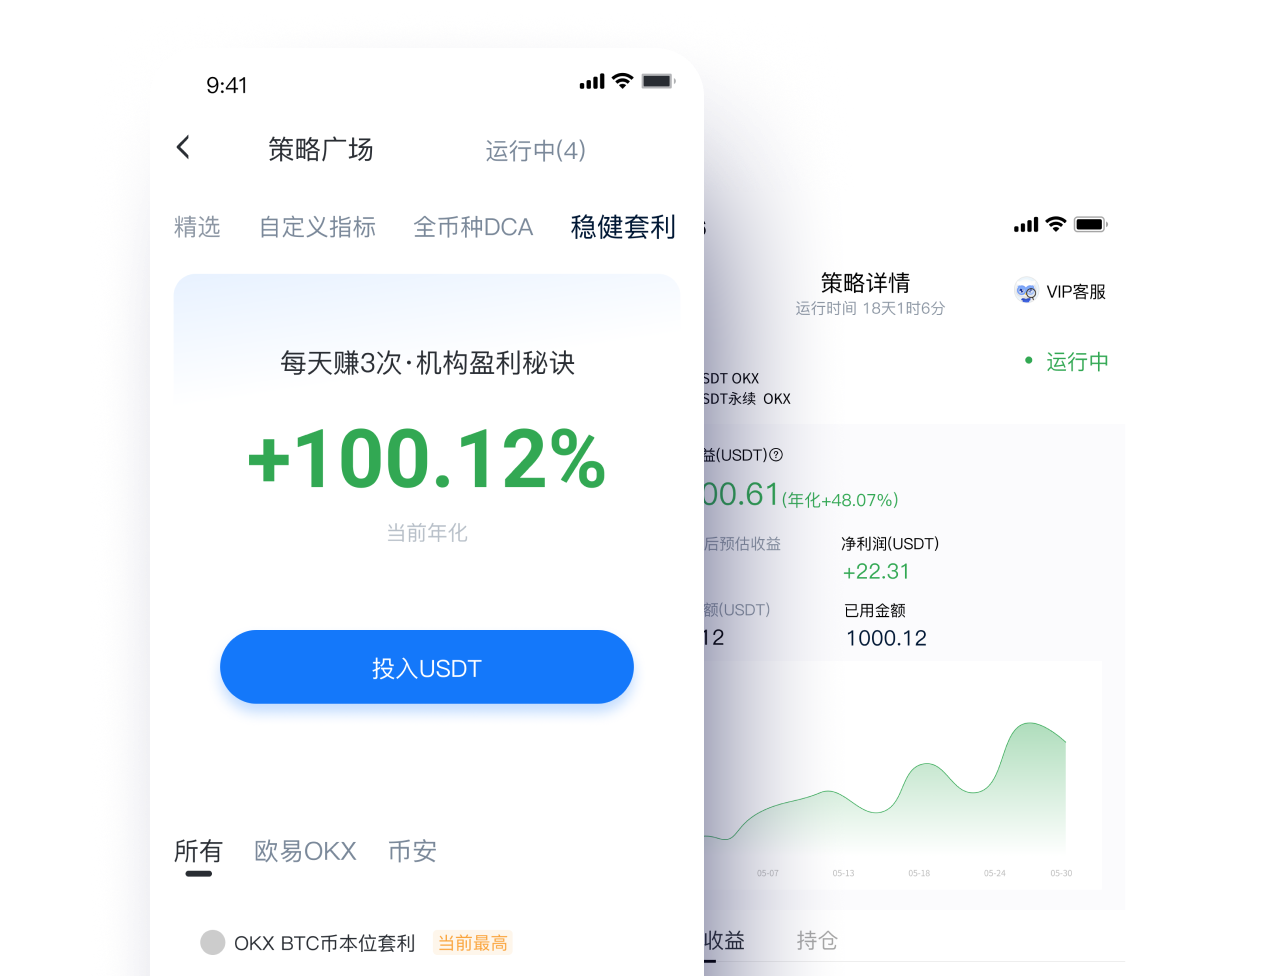 9:41
策略广场
运行中(4)
精选
自定义指标
全币种DCA
稳健套利
每天赚3次·机构盈利秘诀
+100.12%
当前年化
投入USDT
所有
欧易OKX
币安
OKX BTC币本位套利
当前最高
策略详情
运行时间 18天1时6分
VIP客服
运行中
SDT OKX
SDT永续 OKX
益(USDT)
00.61(年化+48.07%)
后预估收益
净利润(USDT)
+22.31
额(USDT)
已用金额
12
1000.12
05-07
05-13
05-18
05-24
05-30
收益
持仓